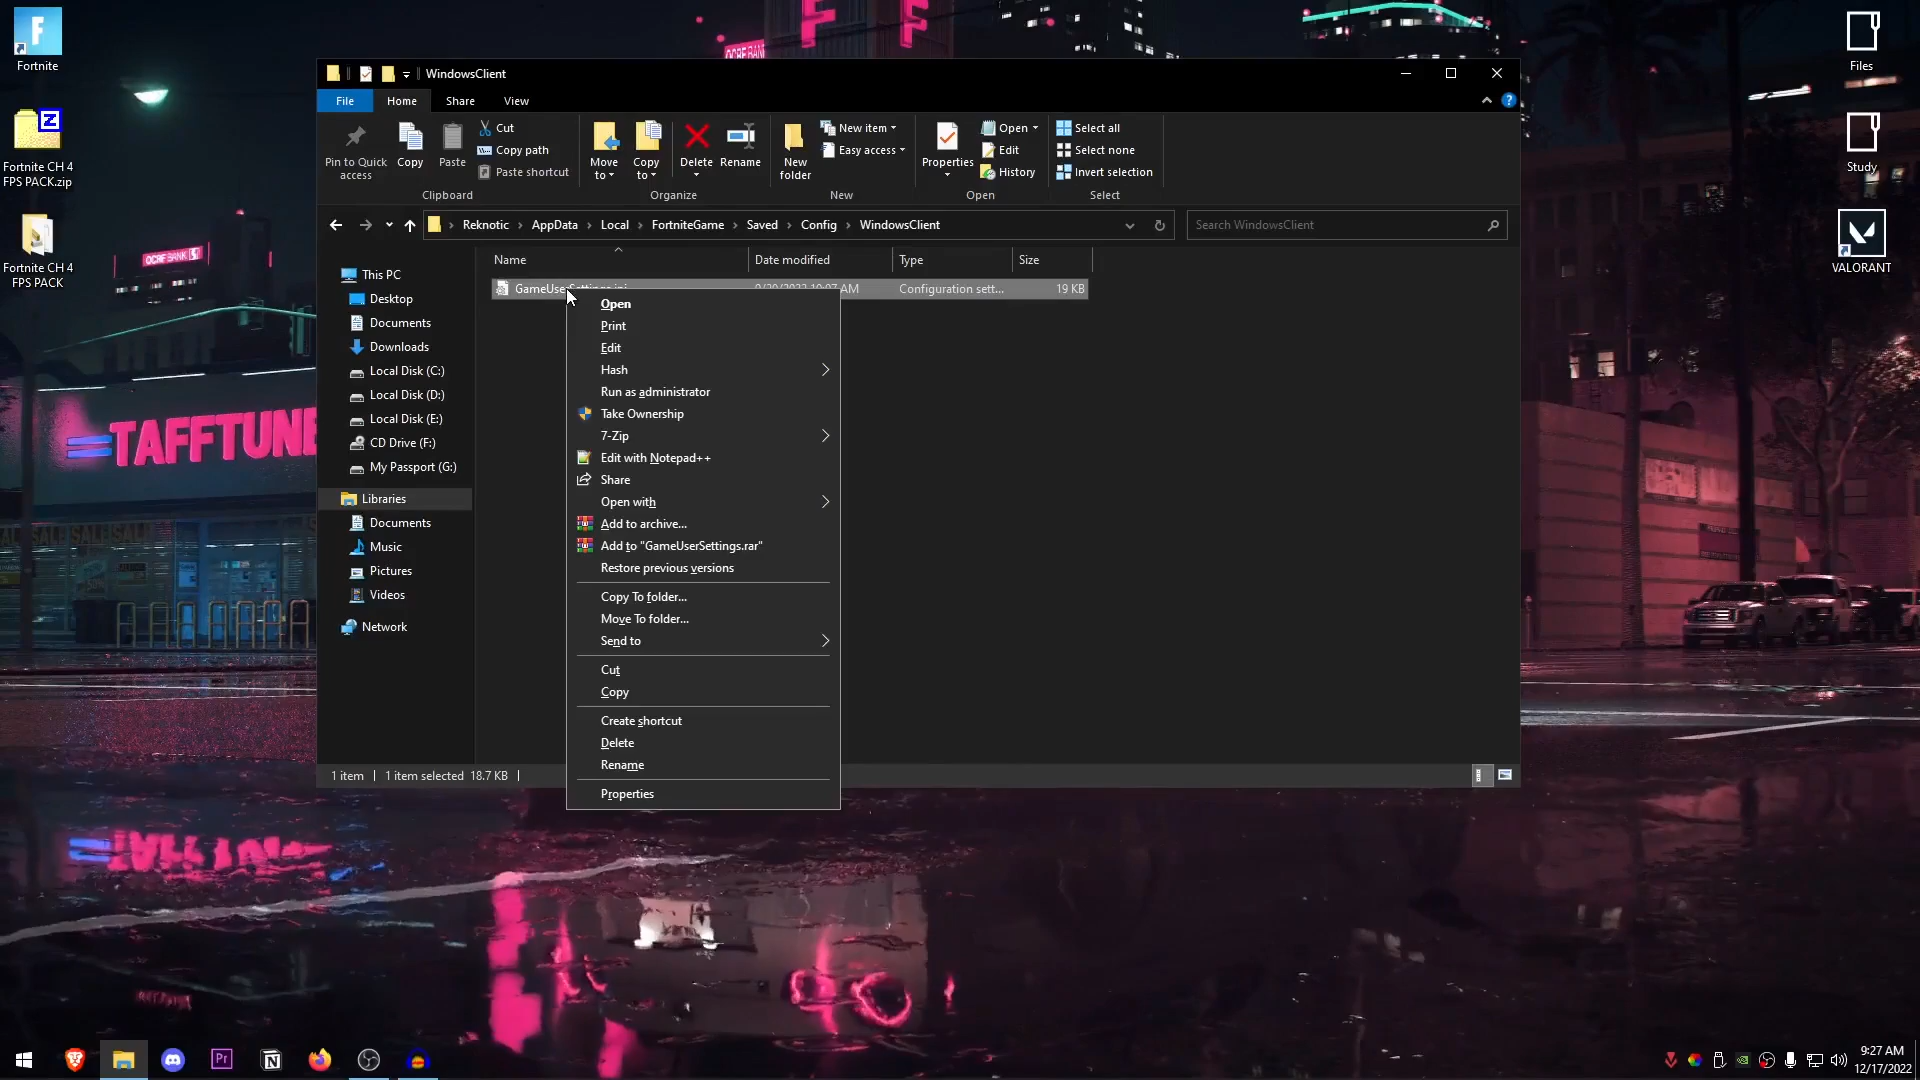 Fortnite
Fortnite CH 4
FPS PACK.zip
Fortnite CH 4
FPS PACK
Files
Study
VALORANT
OCRF BANK
TAFFTUNE
WindowsClient
File
Home
Share
View
Pin to Quick
access
Copy
Paste
Cut
Copy path
Paste shortcut
Clipboard
Move
to
Copy
to
Delete
Rename
Organize
New
folder
New item
Easy access
New
Properties
Open
Edit
History
Open
Select all
Select none
Invert selection
Select
Reknotic
AppData
Local
FortniteGame
Saved
Config
WindowsClient
Search WindowsClient
Name
Date modified
Type
Size
Configuration sett...
19 KB
This PC
Desktop
Documents
Downloads
Local Disk (C:)
Local Disk (D:)
Local Disk (E:)
CD Drive (F:)
My Passport (G:)
Libraries
Documents
Music
Pictures
Videos
Network
Open
Print
Edit
Hash
Run as administrator
Take Ownership
7-Zip
Edit with Notepad++
Share
Open with
Add to archive...
Add to "GameUserSettings.rar"
Restore previous versions
Copy To folder...
Move To folder...
Send to
Cut
Copy
Create shortcut
Delete
Rename
Properties
1 item
1 item selected 18.7 KB
9:27 AM
12/17/2022